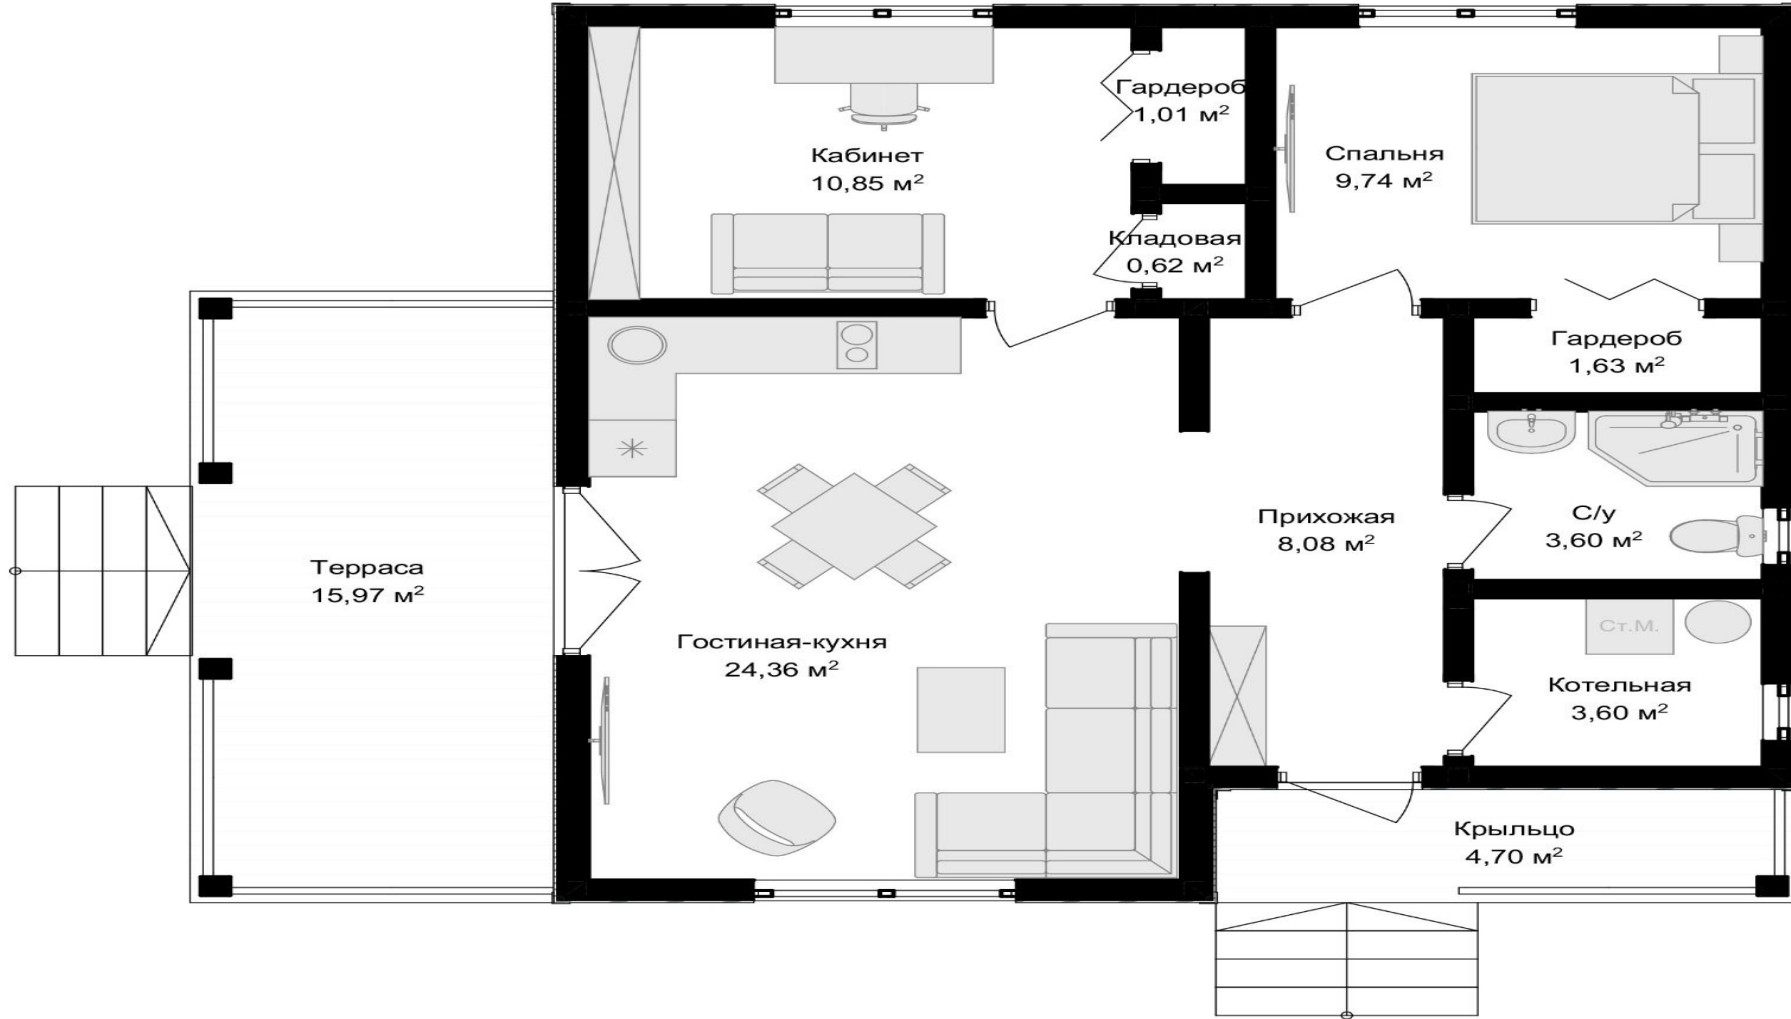 Гардероб
1,01 м²
Кабинет
10,85 м²
Спальня
9,74 м²
Кладовая
0,62 м²
Гардероб
1,63 м²
С/у
3,60 м²
Прихожая
8,08 м²
Терраса
15,97 м²
Гостиная-кухня
24,36 м²
Ст.М.
Котельная
3,60 м²
Крыльцо
4,70 м²